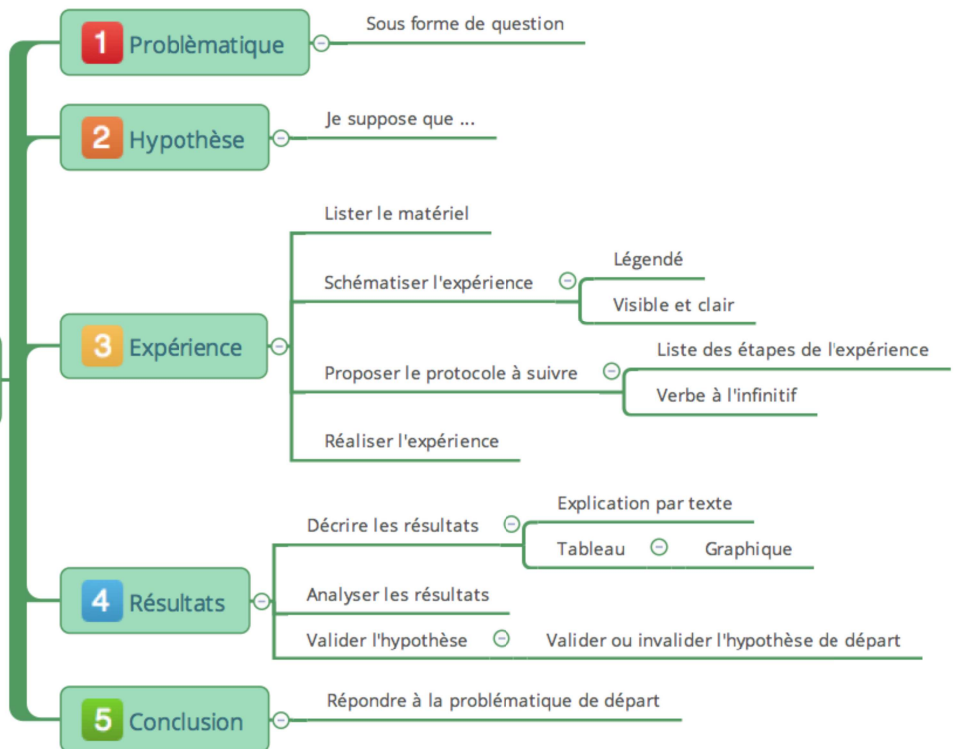 1 Problèmatique
Sous forme de question
2 Hypothèse
Je suppose que ...
3 Expérience
Lister le matériel
Schématiser l'expérience
Légendé
Visible et clair
Proposer le protocole à suivre
Liste des étapes de l'expérience
Verbe à l'infinitif
Réaliser l'expérience
4 Résultats
Décrire les résultats
Explication par texte
Tableau
Graphique
Analyser les résultats
Valider l'hypothèse
Valider ou invalider l'hypothèse de départ
5 Conclusion
Répondre à la problématique de départ